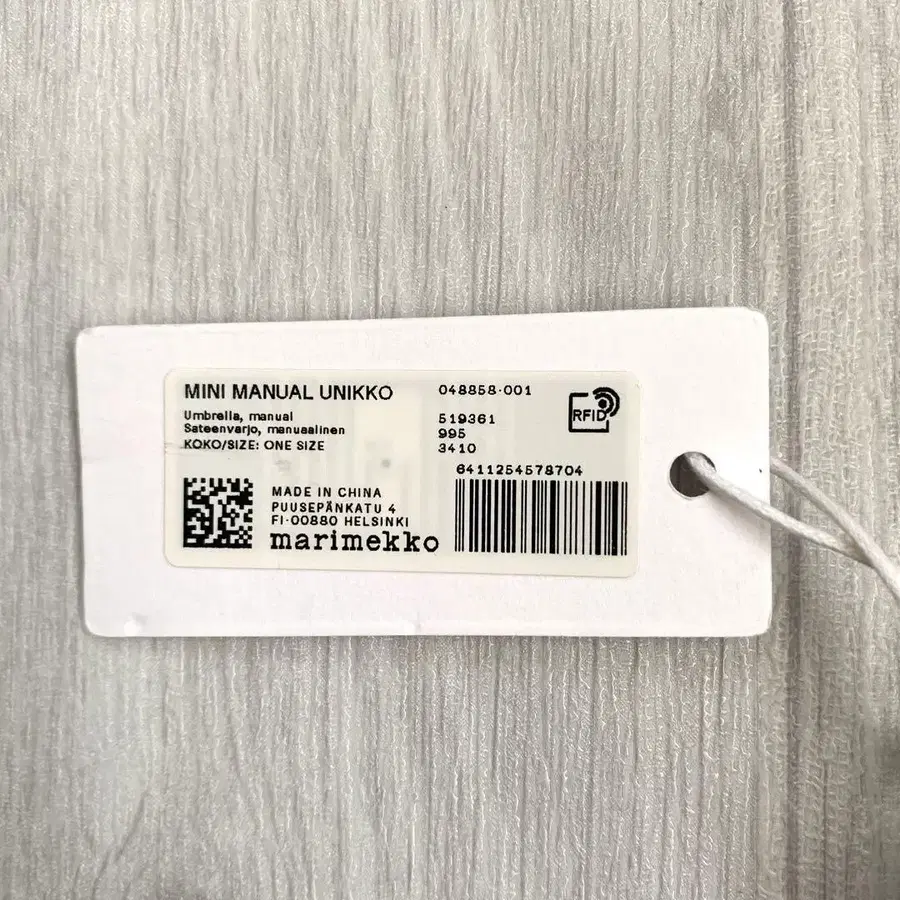 MINI MANUAL UNIKKO
048858-001
Umbrella, manual
Sateenvarjo, manuaalinen
KOKO/SIZE: ONE SIZE
519361
995
3410
RFID
6411254578704
MADE IN CHINA
PUUSEPÄNKATU 4
FI-00880 HELSINKI
marimekko